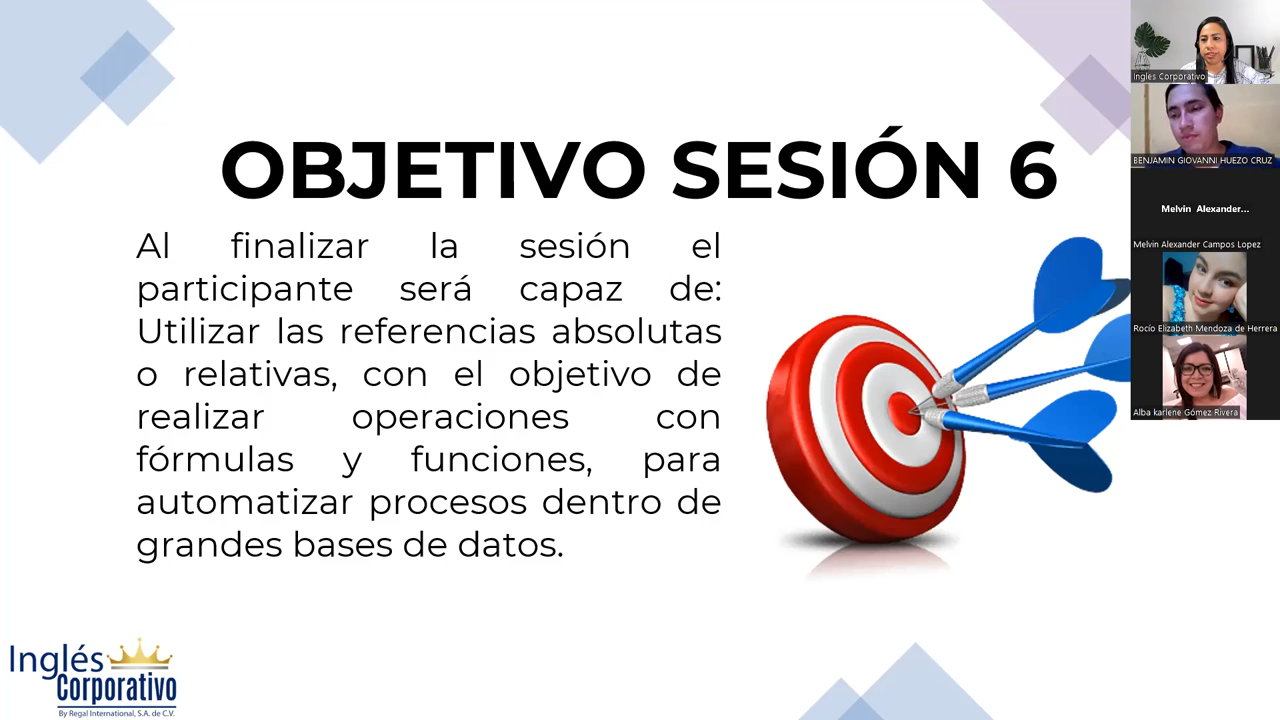 OBJETIVO SESIÓN 6
Al finalizar la sesión el
participante será capaz de:
Utilizar las referencias absolutas
o relativas, con el objetivo de
realizar operaciones con
fórmulas y funciones, para
automatizar procesos dentro de
grandes bases de datos.
Inglés
Corporativo
By Regal International, S.A. de C.V.
Ingles Corporativo
BENJAMIN GIOVANNI HUEZO CRUZ
Melvin Alexander...
Melvin Alexander Campos Lopez
Rocío Elizabeth Mendoza de Herrera
Alba karlene Gómez Rivera